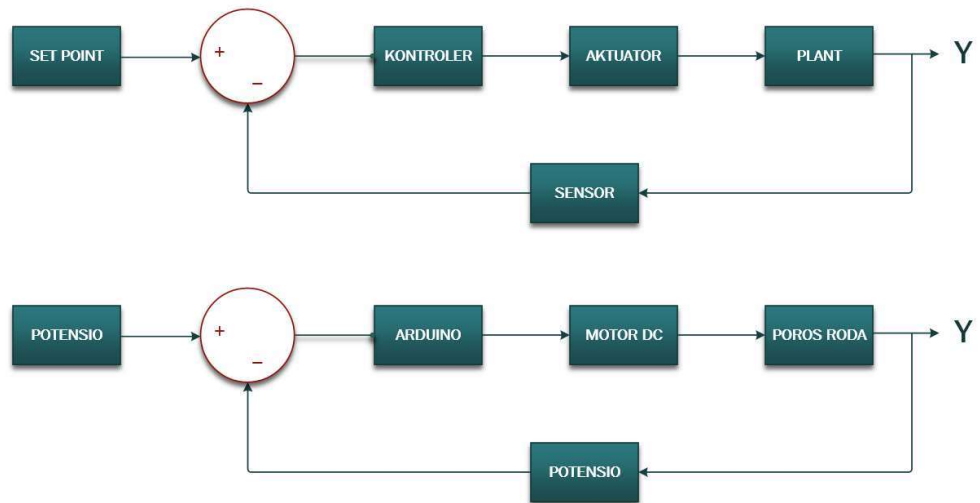 SET POINT
+
−
KONTROLER
AKTUATOR
PLANT
Y
SENSOR
POTENSIO
+
−
ARDUINO
MOTOR DC
POROS RODA
Y
POTENSIO